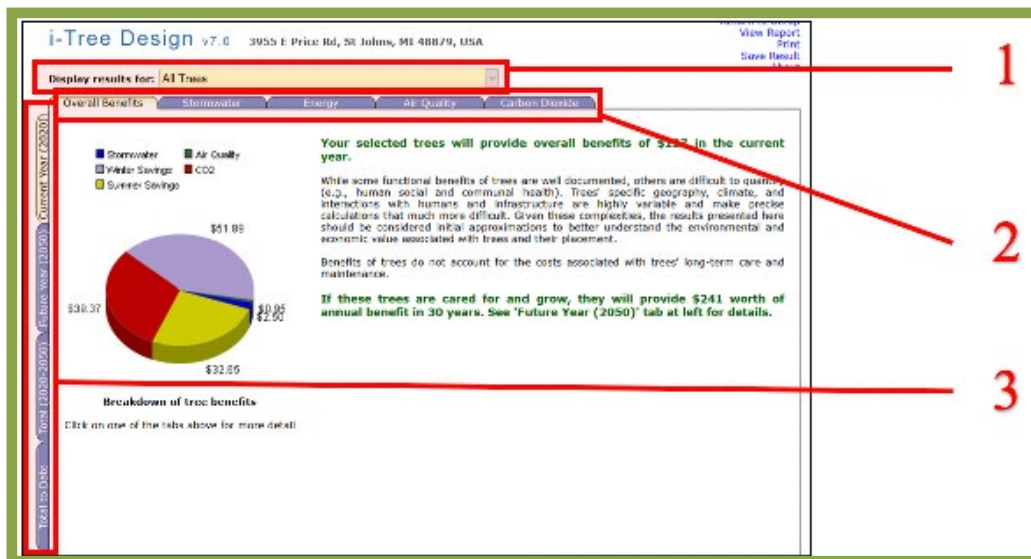 View Report
i-Tree Design v7.0 3955 E Price Rd, St Johns, MI 48879, USA
Print
Save Result
1
Display results for: All Trees
Overall Benefits Stormwater Energy Air Quality Carbon Dioxide
Current Year (2020)
Future Year (2050)
Total (2020-2050)
Total to Date
Stormwater Air Quality
Winter Savings CO2
Summer Savings
$51.89
$38.37
$32.65
Your selected trees will provide overall benefits of in the current
year.
While some functional benefits of trees are well documented, others are difficult to quantify
(e.g., human social and communal health). Trees' specific geography, climate, and
interactions with humans and infrastructure are highly variable and make precise
calculations that much more difficult. Given these complexities, the results presented here
should be considered initial approximations to better understand the environmental and
economic value associated with trees and their placement.
Benefits of trees do not account for the costs associated with trees' long-term care and
maintenance.
If these trees are cared for and grow, they will provide $241 worth of
annual benefit in 30 years. See 'Future Year (2050)' tab at left for details.
2
3
Breakdown of tree benefits
Click on one of the tabs above for more detail